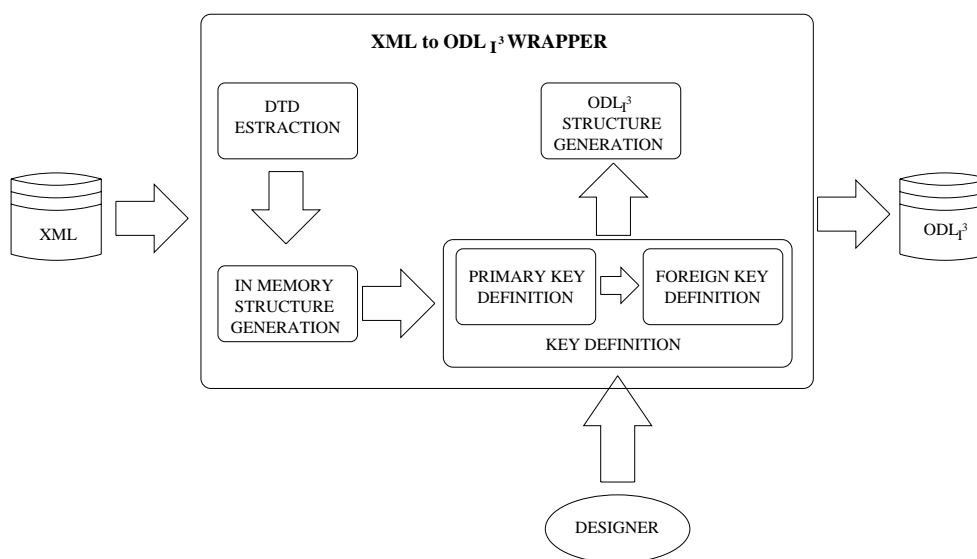 XML to ODL I³ WRAPPER
DTD
ESTRACTION
ODL I³
STRUCTURE
GENERATION
XML
ODL I³
IN MEMORY
STRUCTURE
GENERATION
PRIMARY KEY
DEFINITION
FOREIGN KEY
DEFINITION
KEY DEFINITION
DESIGNER